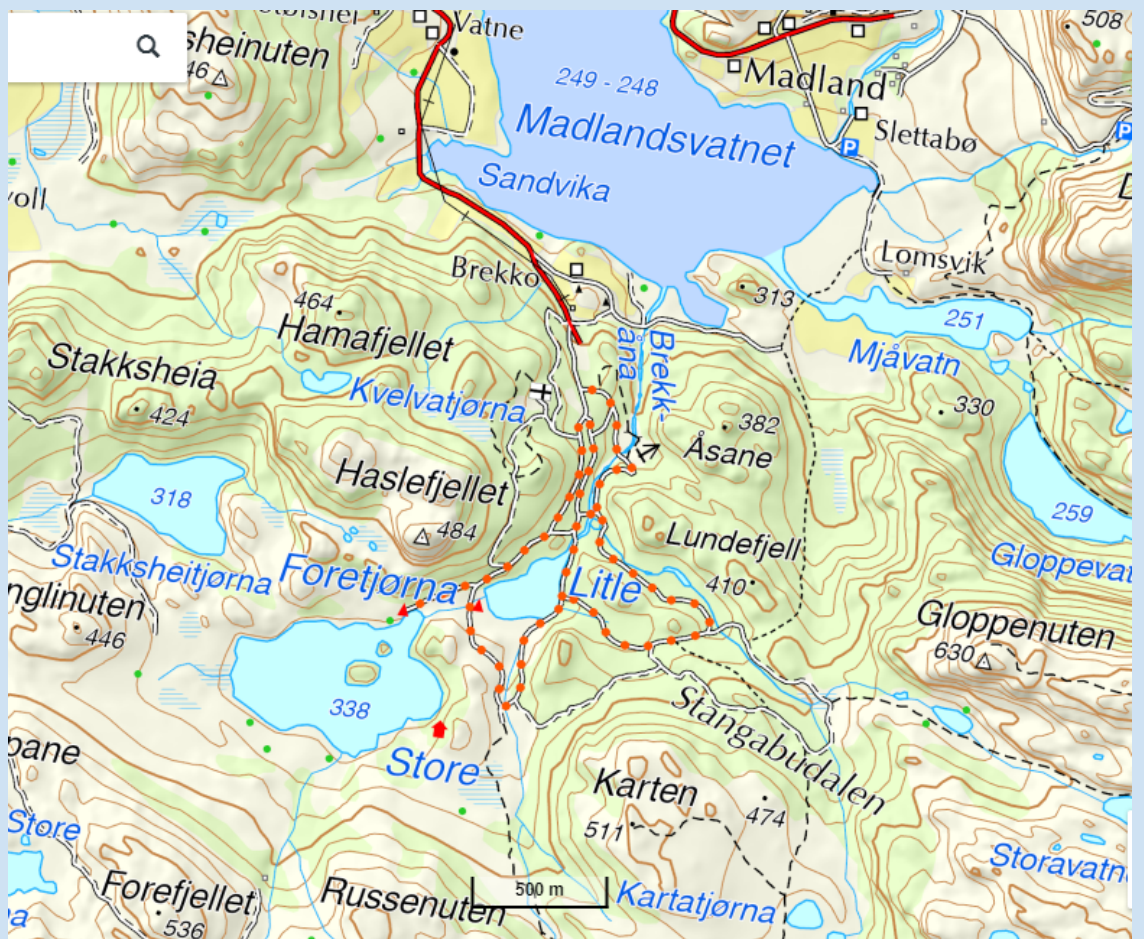 Vatne
508
sheinuten
46
249 - 248
Madland
P
Madlandsvatnet
Slettabø
P
Sandvika
voll
Lomsvik
Brekko
313
464
251
Hamafjellet
Brekk-
åna
Mjåvatn
Stakksheia
Kvelvatjørna
424
330
382
Åsane
Haslefjellet
318
484
259
Lundefjell
Stakksheitjørna
Foretjørna
Litle
410
Gloppevat
nglinuten
446
Gloppenuten
630
338
Stangabudalen
Store
Karten
474
511
Store
Storavatn
Forefjellet
Russenuten
500 m
Kartatjørna
536